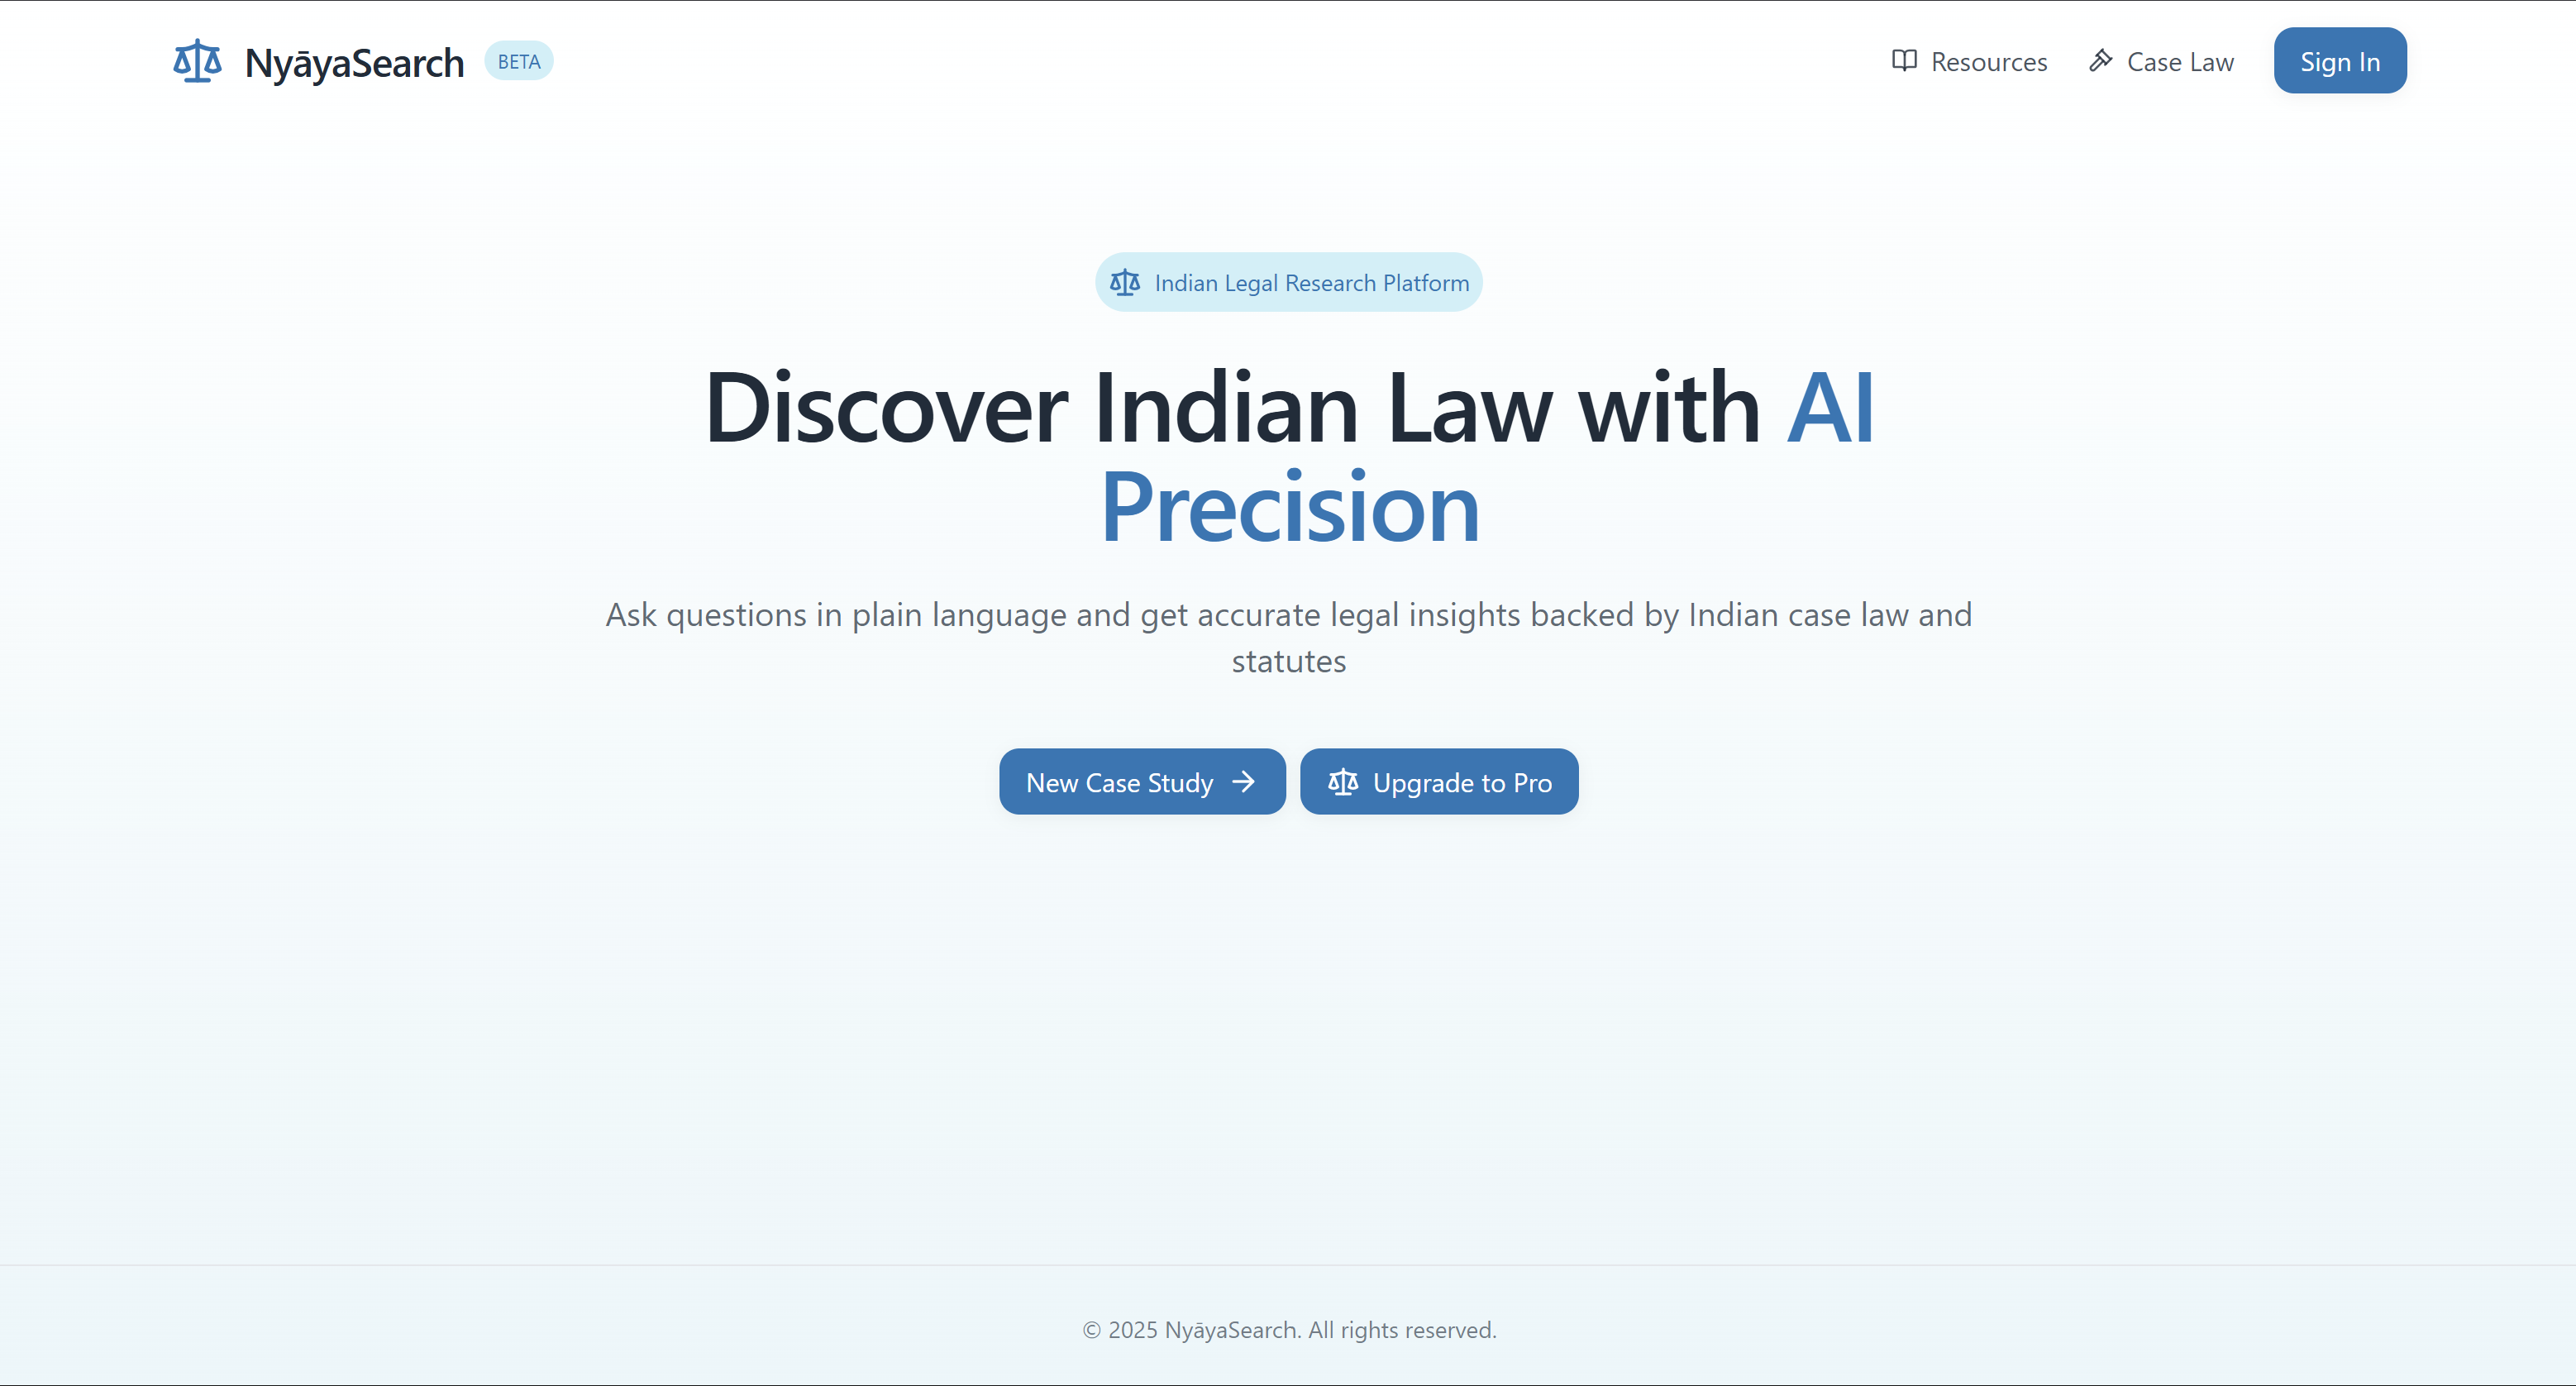 NyāyaSearch BETA
Resources Case Law Sign In
Indian Legal Research Platform
Discover Indian Law with AI
Precision
Ask questions in plain language and get accurate legal insights backed by Indian case law and
statutes
New Case Study Upgrade to Pro
© 2025 NyāyaSearch. All rights reserved.